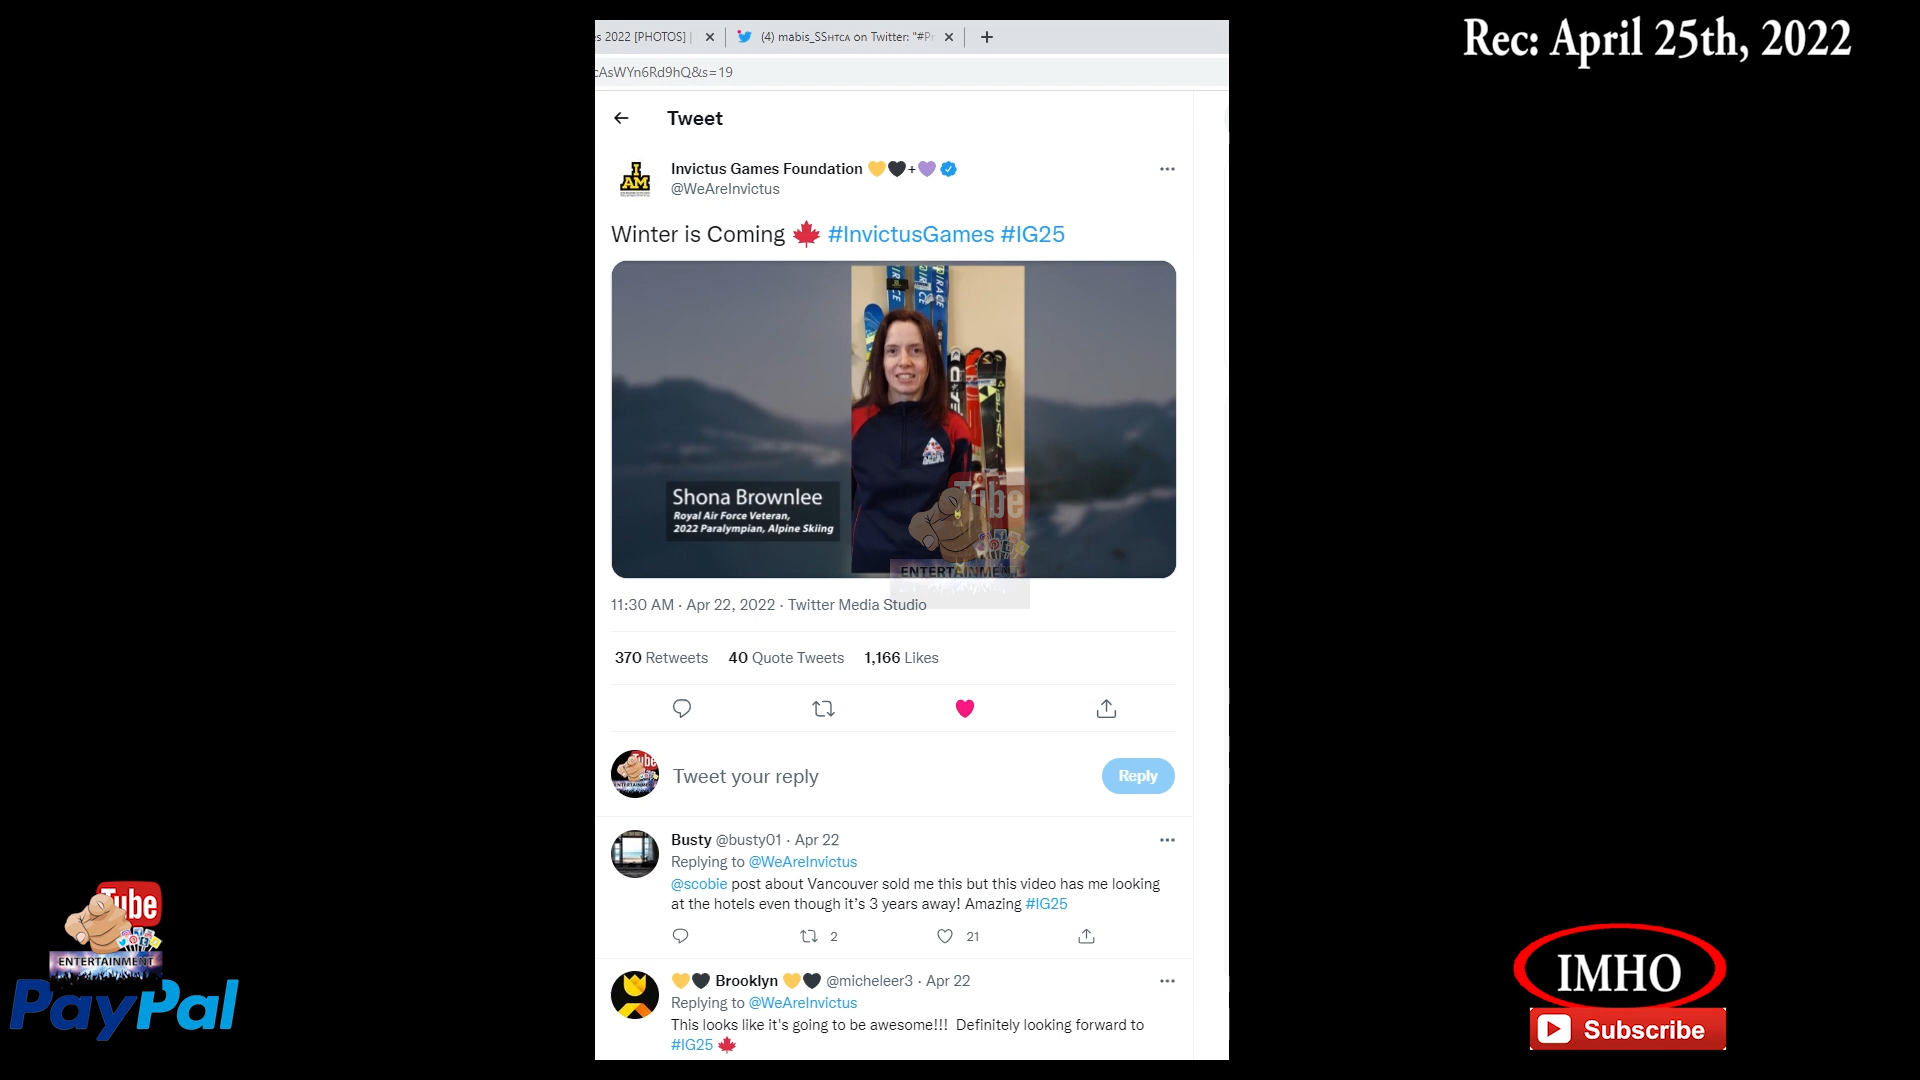 Rec: April 25th, 2022
s 2022 [PHOTOS] |
(4) mabis_SSHTCA on Twitter: "#Pr
cAsWYn6Rd9hQ&s=19
Tweet
Invictus Games Foundation 💛🖤+💜
@WeAreInvictus
Winter is Coming 🍁 #InvictusGames #IG25
I AM
Shona Brownlee
Royal Air Force Veteran,
2022 Paralympian, Alpine Skiing
FISCHER
Tube
ENTERTAINMENT
11:30 AM · Apr 22, 2022 · Twitter Media Studio
370 Retweets 40 Quote Tweets 1,166 Likes
Tweet your reply
Reply
Busty @busty01 · Apr 22
Replying to @WeAreInvictus
@scobie post about Vancouver sold me this but this video has me looking
at the hotels even though it's 3 years away! Amazing #IG25
2 21
💛🖤 Brooklyn 💛🖤 @micheleer3 · Apr 22
Replying to @WeAreInvictus
This looks like it's going to be awesome!!! Definitely looking forward to
#IG25 🍁
Tube
ENTERTAINMENT
PayPal
IMHO
Subscribe